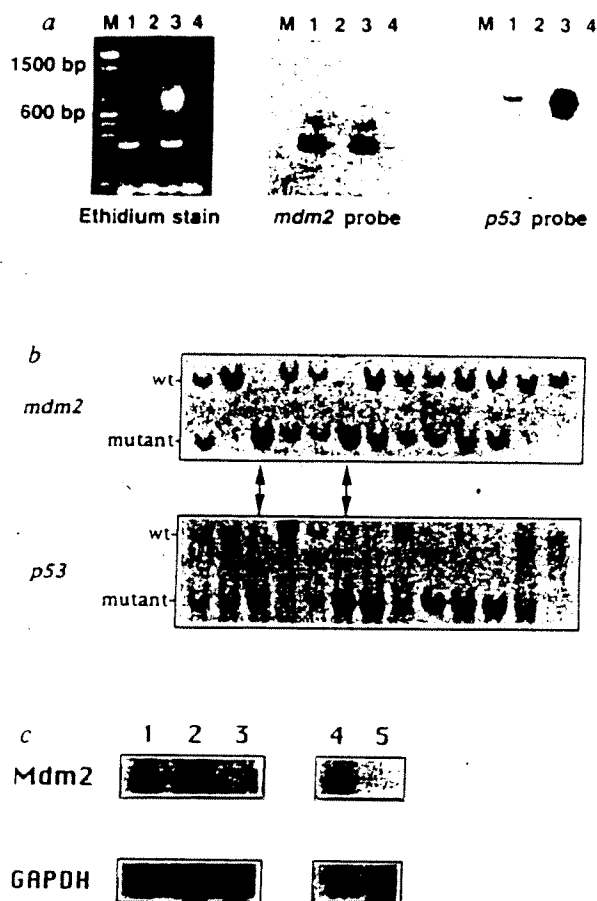 a
M 1 2 3 4
M 1 2 3 4
M 1 2 3 4
1500 bp
600 bp
Ethidium stain
mdm2 probe
p53 probe
b
wt-
mdm2
mutant-
wt-
p53
mutant-
c
1 2 3 4 5
Mdm2
GAPDH